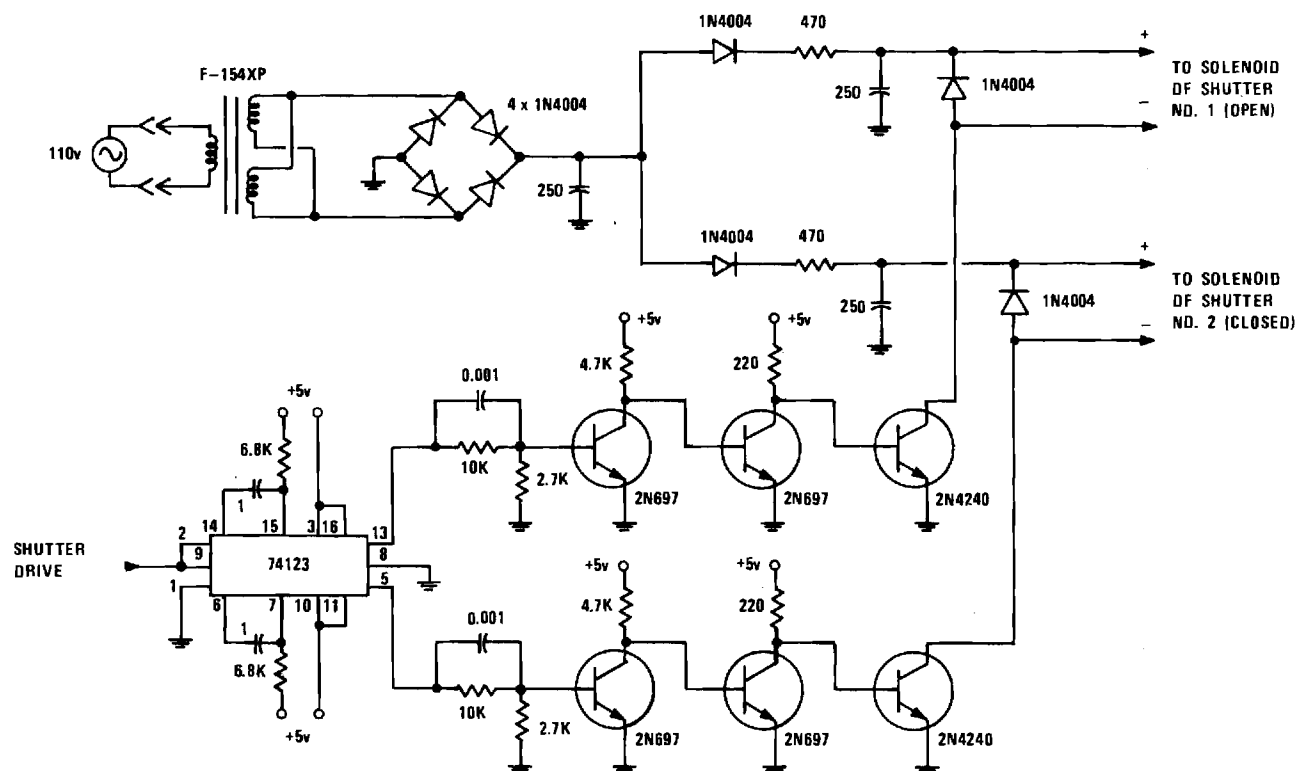 1N4004
470
+
F-154XP
TO SOLENOID
OF SHUTTER
NO. 1 (OPEN)
1N4004
4 x 1N4004
250
−
110v
250
1N4004
470
+
TO SOLENOID
OF SHUTTER
NO. 2 (CLOSED)
1N4004
250
−
+5v
+5v
4.7K
220
0.001
+5v
6.8K
10K
2.7K
1
2N697
2N697
2N4240
14
15
3
16
13
2
9
8
SHUTTER
DRIVE
74123
1
5
6
7
10
11
+5v
+5v
4.7K
220
1
0.001
6.8K
10K
2.7K
+5v
2N697
2N697
2N4240